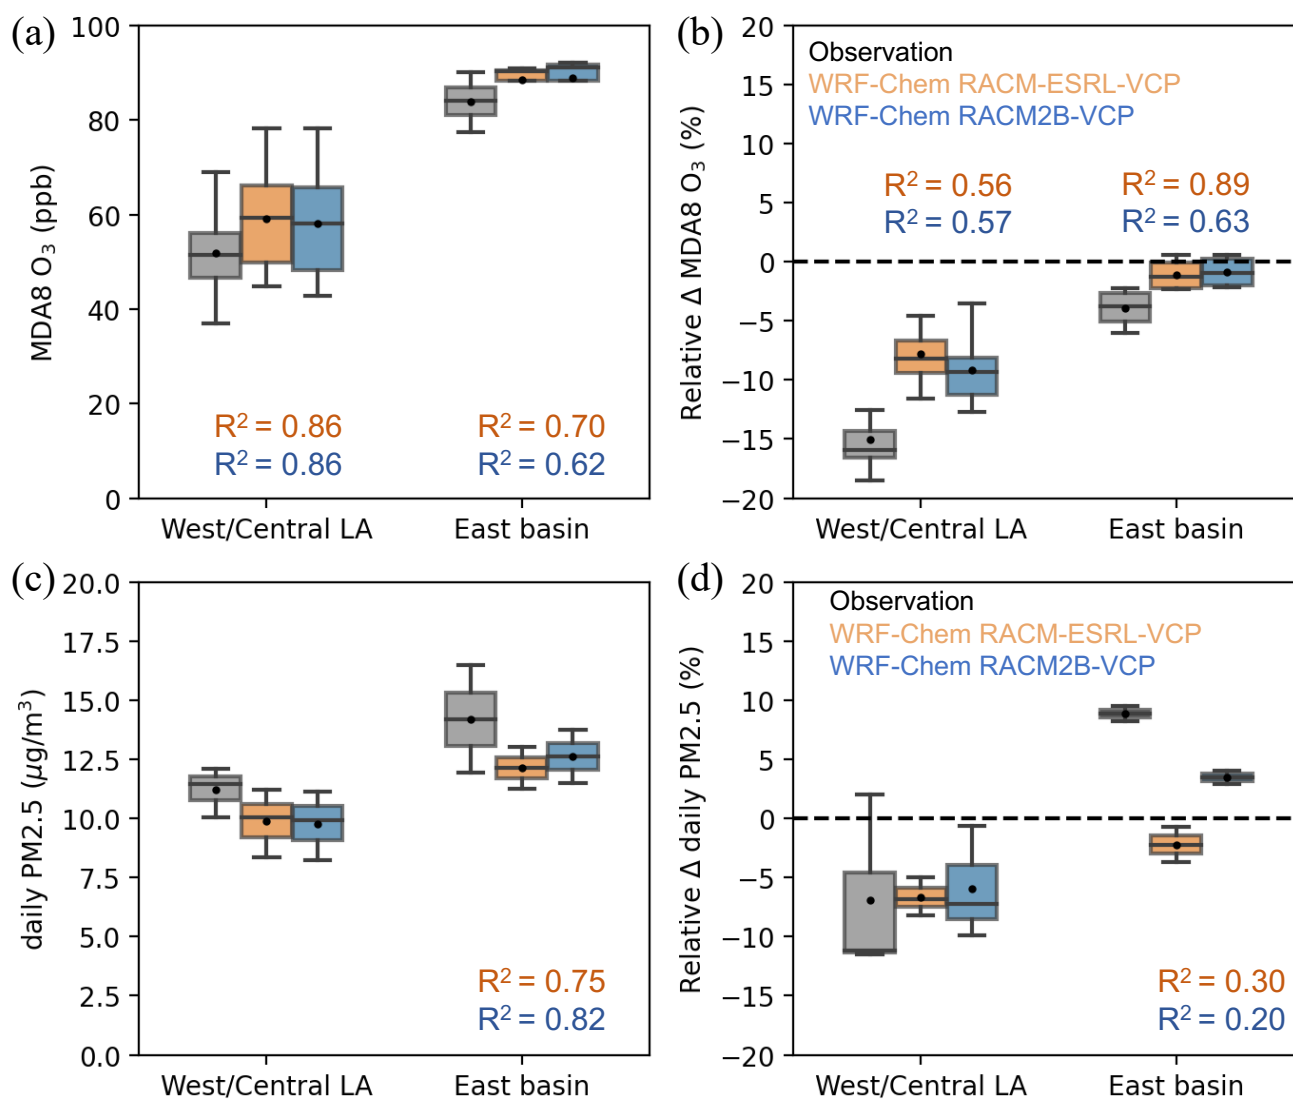 (a)
100
80
60
40
20
0
MDA8 O₃ (ppb)
R² = 0.86
R² = 0.86
R² = 0.70
R² = 0.62
West/Central LA
East basin
(b)
20
15
10
5
0
−5
−10
−15
−20
Relative Δ MDA8 O₃ (%)
Observation
WRF-Chem RACM-ESRL-VCP
WRF-Chem RACM2B-VCP
R² = 0.56
R² = 0.57
R² = 0.89
R² = 0.63
West/Central LA
East basin
(c)
20.0
17.5
15.0
12.5
10.0
7.5
5.0
2.5
0.0
daily PM2.5 (μg/m³)
R² = 0.75
R² = 0.82
West/Central LA
East basin
(d)
20
15
10
5
0
−5
−10
−15
−20
Relative Δ daily PM2.5 (%)
Observation
WRF-Chem RACM-ESRL-VCP
WRF-Chem RACM2B-VCP
R² = 0.30
R² = 0.20
West/Central LA
East basin